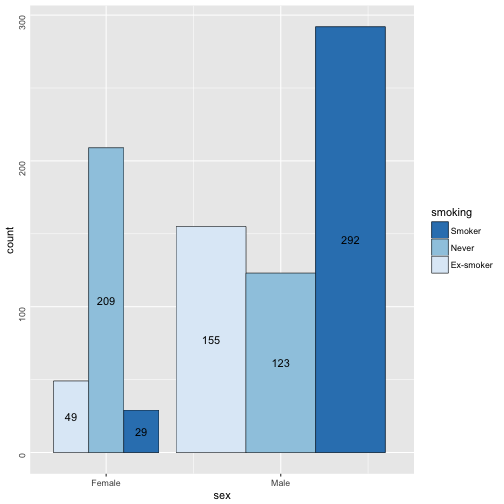 300
200
100
0
count
49
209
29
155
123
292
Female
Male
sex
smoking
Smoker
Never
Ex-smoker